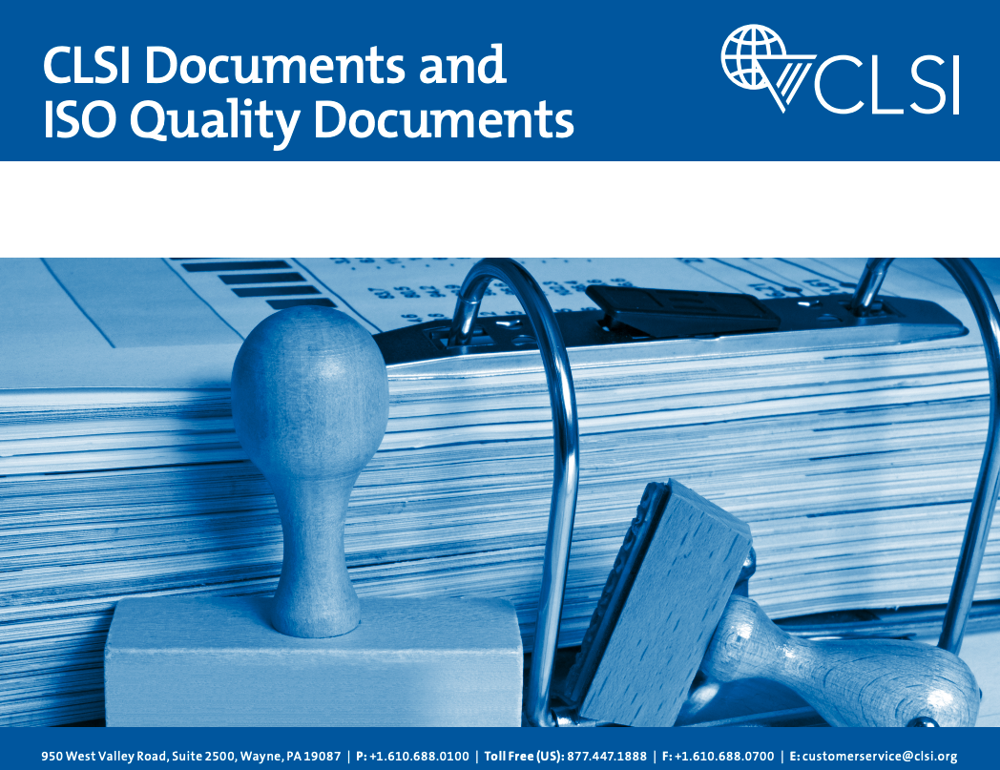 CLSI Documents and
ISO Quality Documents
CLSI
950 West Valley Road, Suite 2500, Wayne, PA 19087 | P: +1.610.688.0100 | Toll Free (US): 877.447.1888 | F: +1.610.688.0700 | E: customerservice@clsi.org